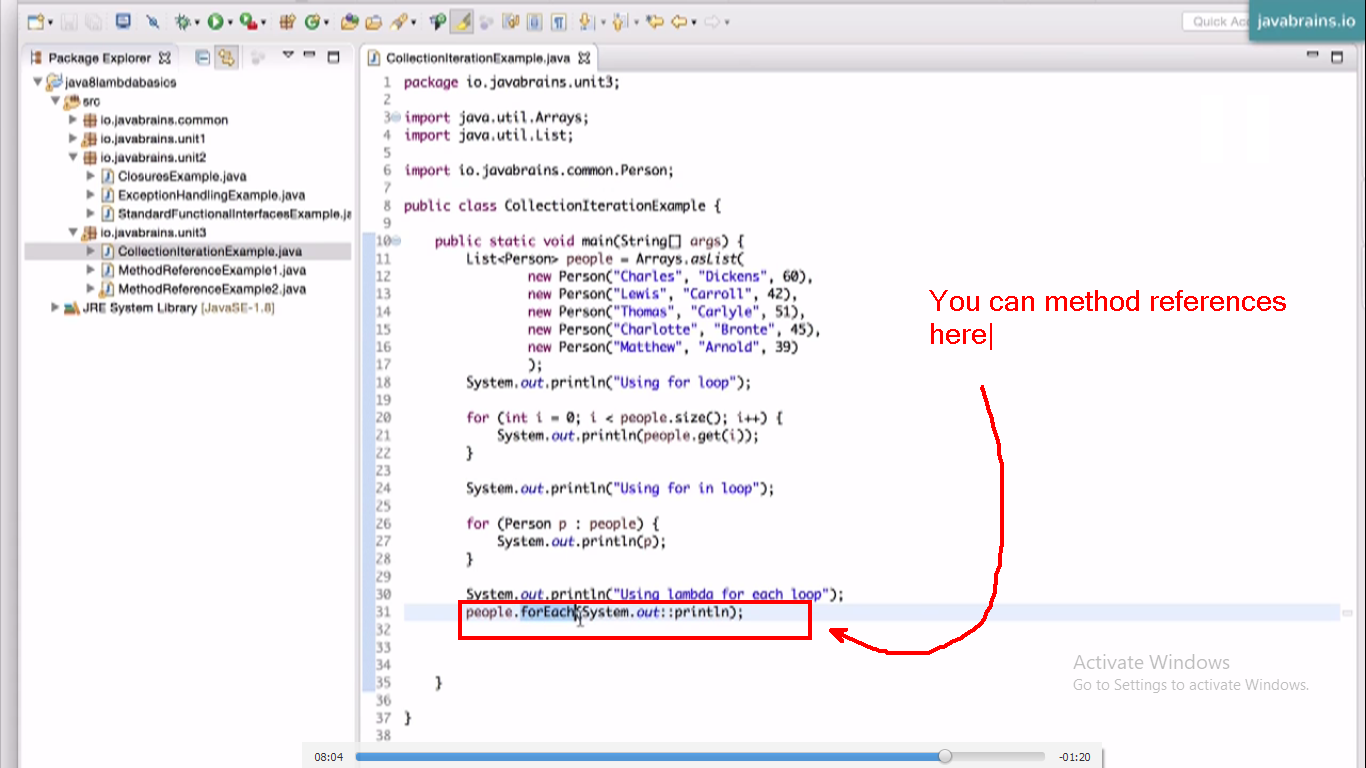 Quick Acc
javabrains.io
Package Explorer
java8lambdabasics
src
io.javabrains.common
io.javabrains.unit1
io.javabrains.unit2
ClosuresExample.java
ExceptionHandlingExample.java
StandardFunctionalInterfacesExample.ja
io.javabrains.unit3
CollectionIterationExample.java
MethodReferenceExample1.java
MethodReferenceExample2.java
JRE System Library [JavaSE-1.8]
CollectionIterationExample.java
1 package io.javabrains.unit3;
2
3 import java.util.Arrays;
4 import java.util.List;
5
6 import io.javabrains.common.Person;
7
8 public class CollectionIterationExample {
9
10 public static void main(String[] args) {
11 List<Person> people = Arrays.asList(
12 new Person("Charles", "Dickens", 60),
13 new Person("Lewis", "Carroll", 42),
14 new Person("Thomas", "Carlyle", 51),
15 new Person("Charlotte", "Bronte", 45),
16 new Person("Matthew", "Arnold", 39)
17 );
18 System.out.println("Using for loop");
19
20 for (int i = 0; i < people.size(); i++) {
21 System.out.println(people.get(i));
22 }
23
24 System.out.println("Using for in loop");
25
26 for (Person p : people) {
27 System.out.println(p);
28 }
29
30 System.out.println("Using lambda for each loop");
31 people.forEach(System.out::println);
32
33
34
35 }
36
37 }
38
You can method references
here
Activate Windows
Go to Settings to activate Windows.
08:04
-01:20